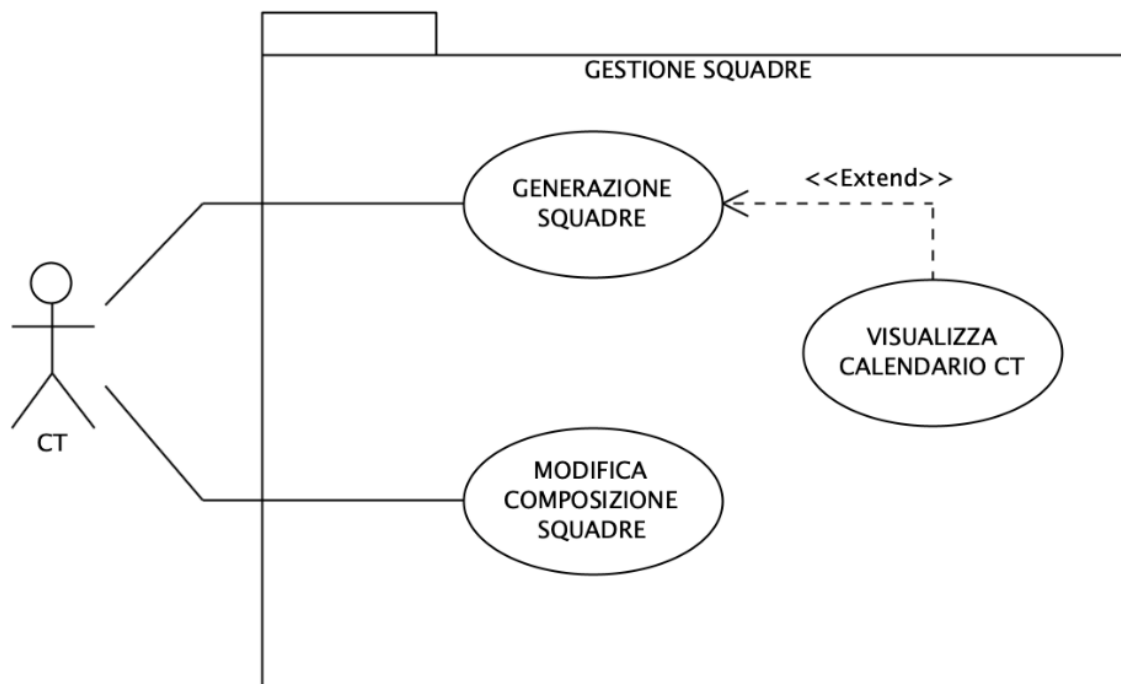 GESTIONE SQUADRE
GENERAZIONE
SQUADRE
<<Extend>>
VISUALIZZA
CALENDARIO CT
CT
MODIFICA
COMPOSIZIONE
SQUADRE